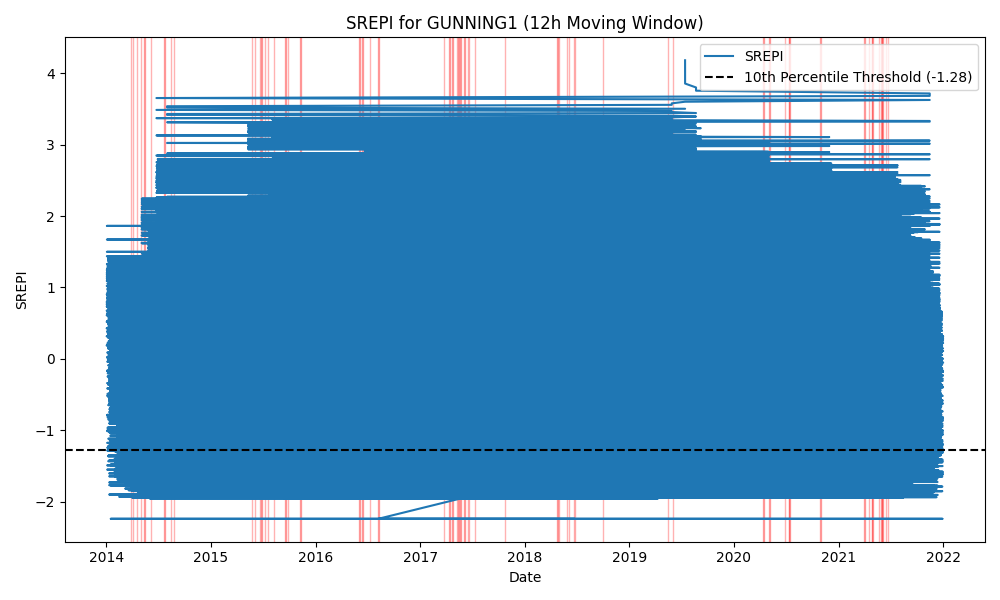 SREPI for GUNNING1 (12h Moving Window)
SREPI
10th Percentile Threshold (-1.28)
4
3
2
1
0
−1
−2
SREPI
2014 2015 2016 2017 2018 2019 2020 2021 2022
Date